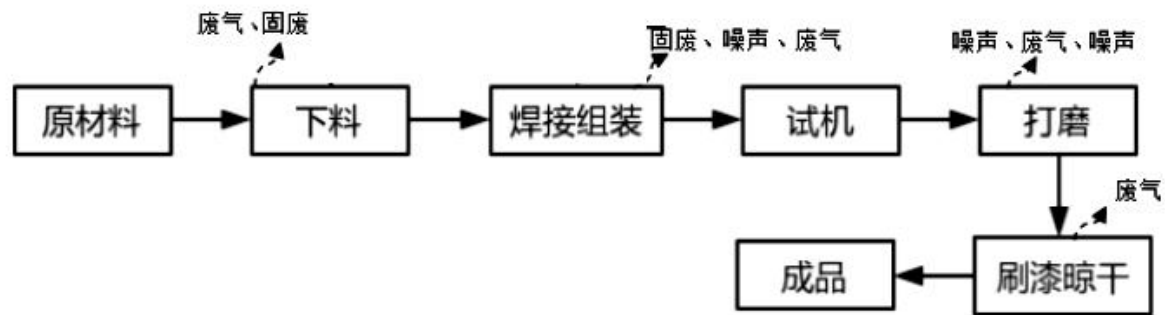 废气、固废
固废、噪声、废气
噪声、废气、噪声
原材料
下料
焊接组装
试机
打磨
废气
成品
刷漆晾干